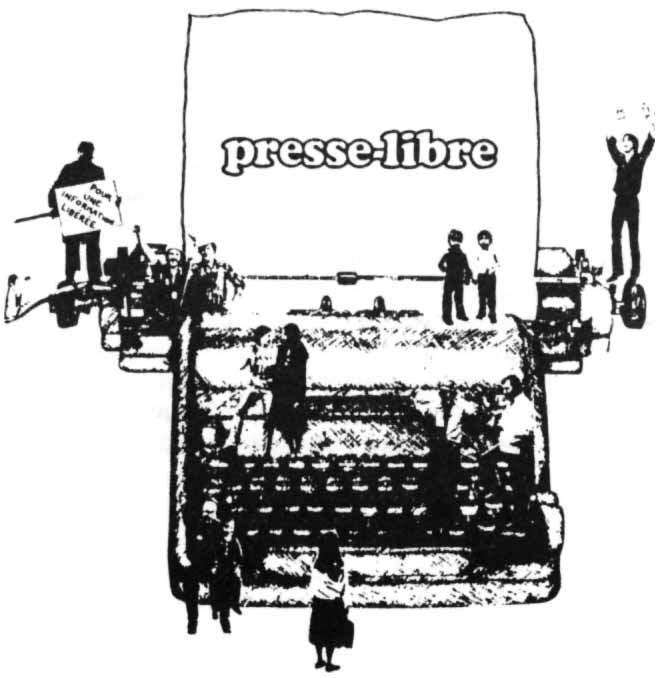 presse-libre
POUR
UNE
INFORMATION
LIBÉRÉE